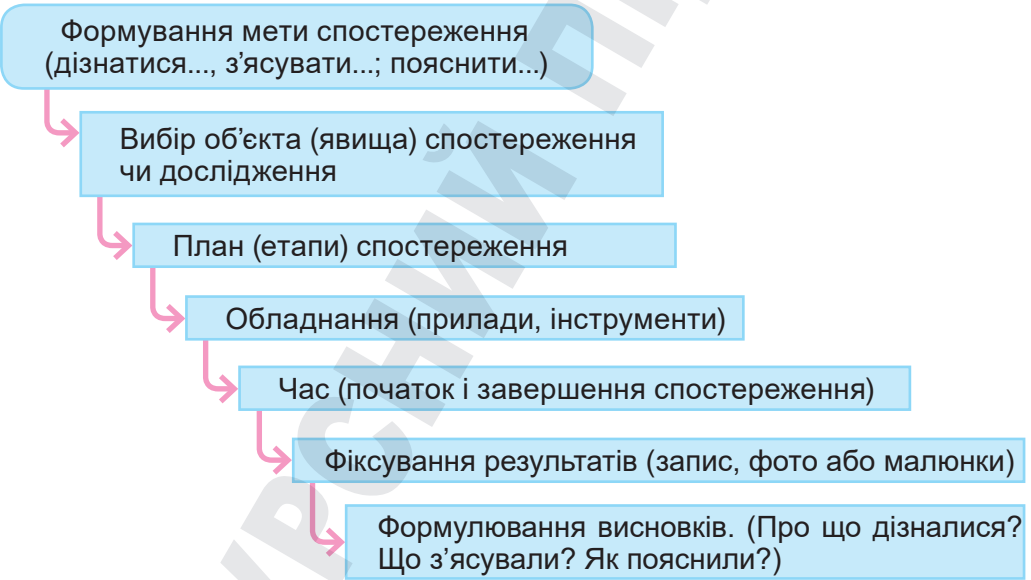 Формування мети спостереження
(дізнатися..., з'ясувати...; пояснити...)
Вибір об'єкта (явища) спостереження
чи дослідження
План (етапи) спостереження
Обладнання (прилади, інструменти)
Час (початок і завершення спостереження)
Фіксування результатів (запис, фото або малюнки)
Формулювання висновків. (Про що дізналися?
Що з'ясували? Як пояснили?)